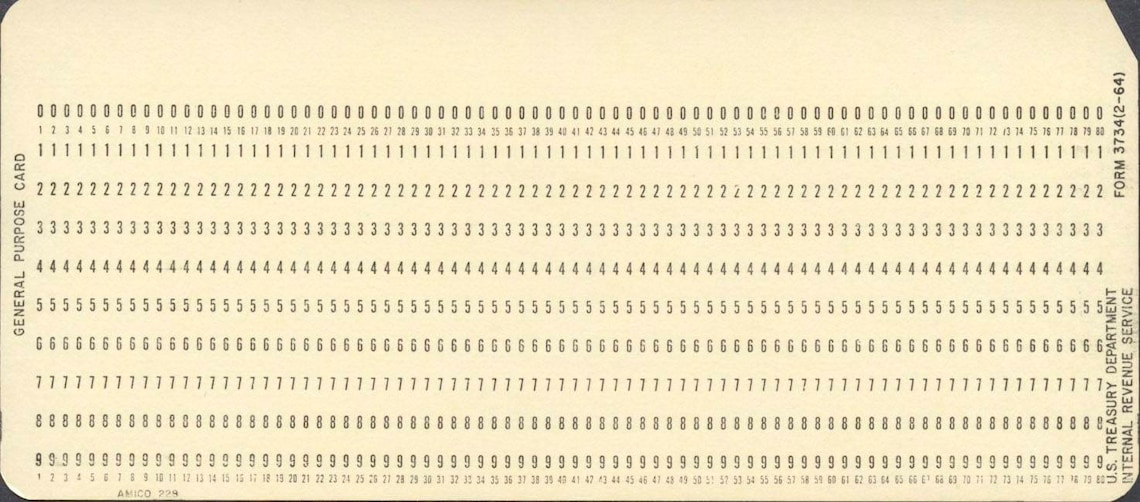 GENERAL PURPOSE CARD
00000000000000000000000000000000000000000000000000000000000000000000000000000000
1 2 3 4 5 6 7 8 9 10 11 12 13 14 15 16 17 18 19 20 21 22 23 24 25 26 27 28 29 30 31 32 33 34 35 36 37 38 39 40 41 42 43 44 45 46 47 48 49 50 51 52 53 54 55 56 57 58 59 60 61 62 63 64 65 66 67 68 69 70 71 72 73 74 75 76 77 78 79 80
11111111111111111111111111111111111111111111111111111111111111111111111111111111
22222222222222222222222222222222222222222222222222222222222222222222222222222222
33333333333333333333333333333333333333333333333333333333333333333333333333333333
44444444444444444444444444444444444444444444444444444444444444444444444444444444
55555555555555555555555555555555555555555555555555555555555555555555555555555555
66666666666666666666666666666666666666666666666666666666666666666666666666666666
77777777777777777777777777777777777777777777777777777777777777777777777777777777
88888888888888888888888888888888888888888888888888888888888888888888888888888888
99999999999999999999999999999999999999999999999999999999999999999999999999999999
1 2 3 4 5 6 7 8 9 10 11 12 13 14 15 16 17 18 19 20 21 22 23 24 25 26 27 28 29 30 31 32 33 34 35 36 37 38 39 40 41 42 43 44 45 46 47 48 49 50 51 52 53 54 55 56 57 58 59 60 61 62 63 64 65 66 67 68 69 70 71 72 73 74 75 76 77 78 79 80
AMICO 229
FORM 3734(2-64)
U.S. TREASURY DEPARTMENT
INTERNAL REVENUE SERVICE